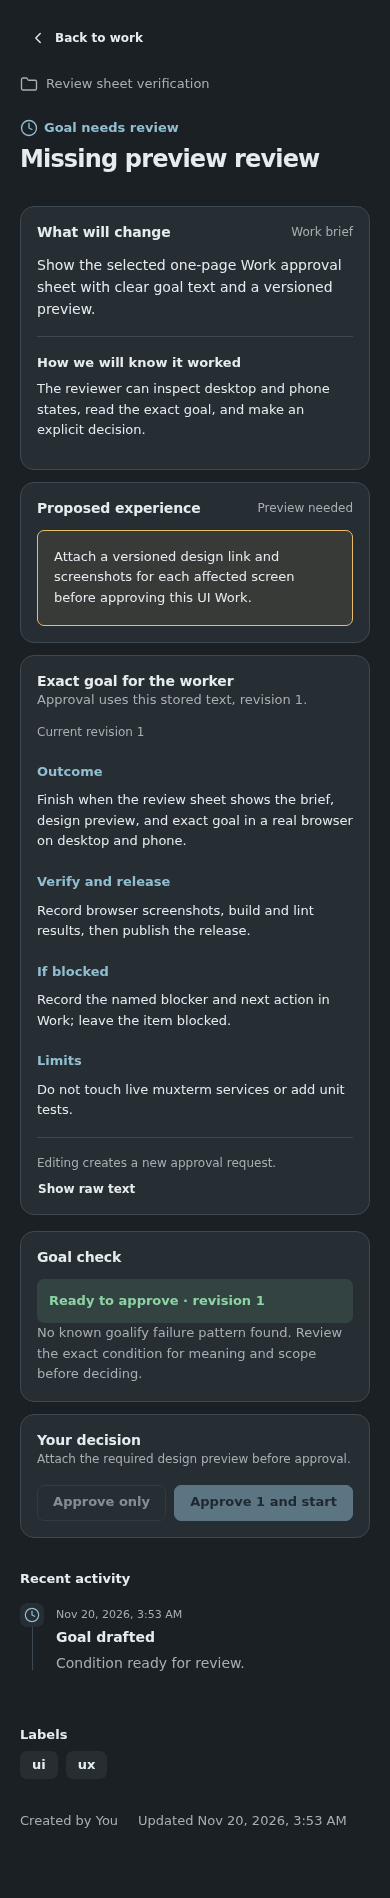 Back to work
Review sheet verification
Goal needs review
Missing preview review
What will change
Work brief
Show the selected one-page Work approval
sheet with clear goal text and a versioned
preview.
How we will know it worked
The reviewer can inspect desktop and phone
states, read the exact goal, and make an
explicit decision.
Proposed experience
Preview needed
Attach a versioned design link and
screenshots for each affected screen
before approving this UI Work.
Exact goal for the worker
Approval uses this stored text, revision 1.
Current revision 1
Outcome
Finish when the review sheet shows the brief,
design preview, and exact goal in a real browser
on desktop and phone.
Verify and release
Record browser screenshots, build and lint
results, then publish the release.
If blocked
Record the named blocker and next action in
Work; leave the item blocked.
Limits
Do not touch live muxterm services or add unit
tests.
Editing creates a new approval request.
Show raw text
Goal check
Ready to approve · revision 1
No known goalify failure pattern found. Review
the exact condition for meaning and scope
before deciding.
Your decision
Attach the required design preview before approval.
Approve only
Approve 1 and start
Recent activity
Nov 20, 2026, 3:53 AM
Goal drafted
Condition ready for review.
Labels
ui
ux
Created by You
Updated Nov 20, 2026, 3:53 AM